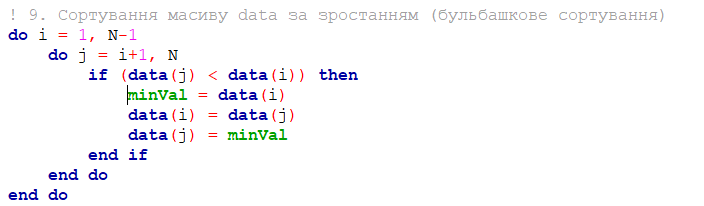 ! 9. Сортування масиву data за зростанням (бульбашкове сортування)
do i = 1, N-1
    do j = i+1, N
        if (data(j) < data(i)) then
            minVal = data(i)
            data(i) = data(j)
            data(j) = minVal
        end if
    end do
end do